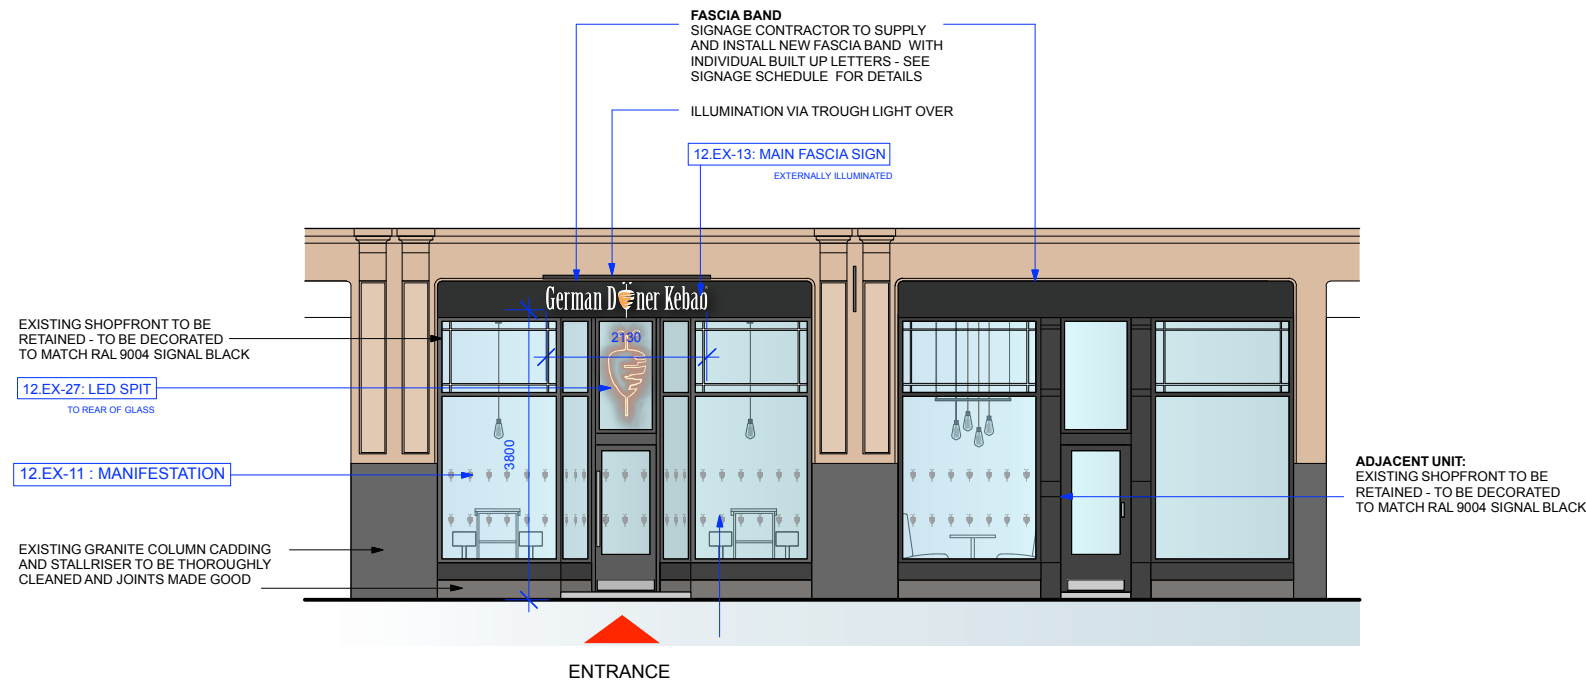 FASCIA BAND
SIGNAGE CONTRACTOR TO SUPPLY
AND INSTALL NEW FASCIA BAND WITH
INDIVIDUAL BUILT UP LETTERS - SEE
SIGNAGE SCHEDULE FOR DETAILS
ILLUMINATION VIA TROUGH LIGHT OVER
12.EX-13: MAIN FASCIA SIGN
EXTERNALLY ILLUMINATED
German Döner Kebab
EXISTING SHOPFRONT TO BE
RETAINED - TO BE DECORATED
TO MATCH RAL 9004 SIGNAL BLACK
2130
12.EX-27: LED SPIT
TO REAR OF GLASS
3800
12.EX-11 : MANIFESTATION
ADJACENT UNIT:
EXISTING SHOPFRONT TO BE
RETAINED - TO BE DECORATED
TO MATCH RAL 9004 SIGNAL BLACK
EXISTING GRANITE COLUMN CADDING
AND STALLRISER TO BE THOROUGHLY
CLEANED AND JOINTS MADE GOOD
ENTRANCE